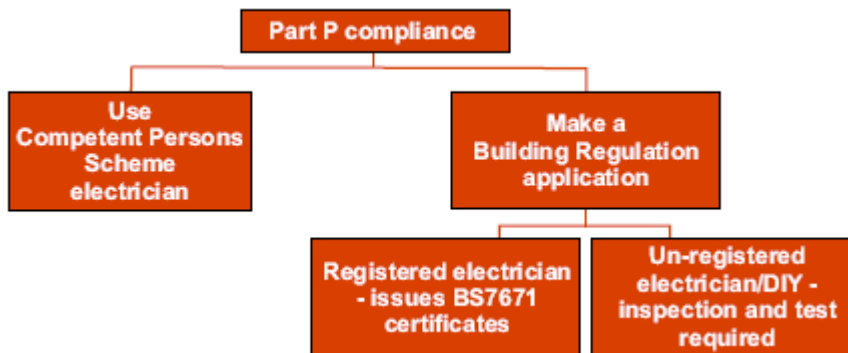 Part P compliance
Use
Competent Persons
Scheme
electrician
Make a
Building Regulation
application
Registered electrician
- issues BS7671
certificates
Un-registered
electrician/DIY -
inspection and test
required